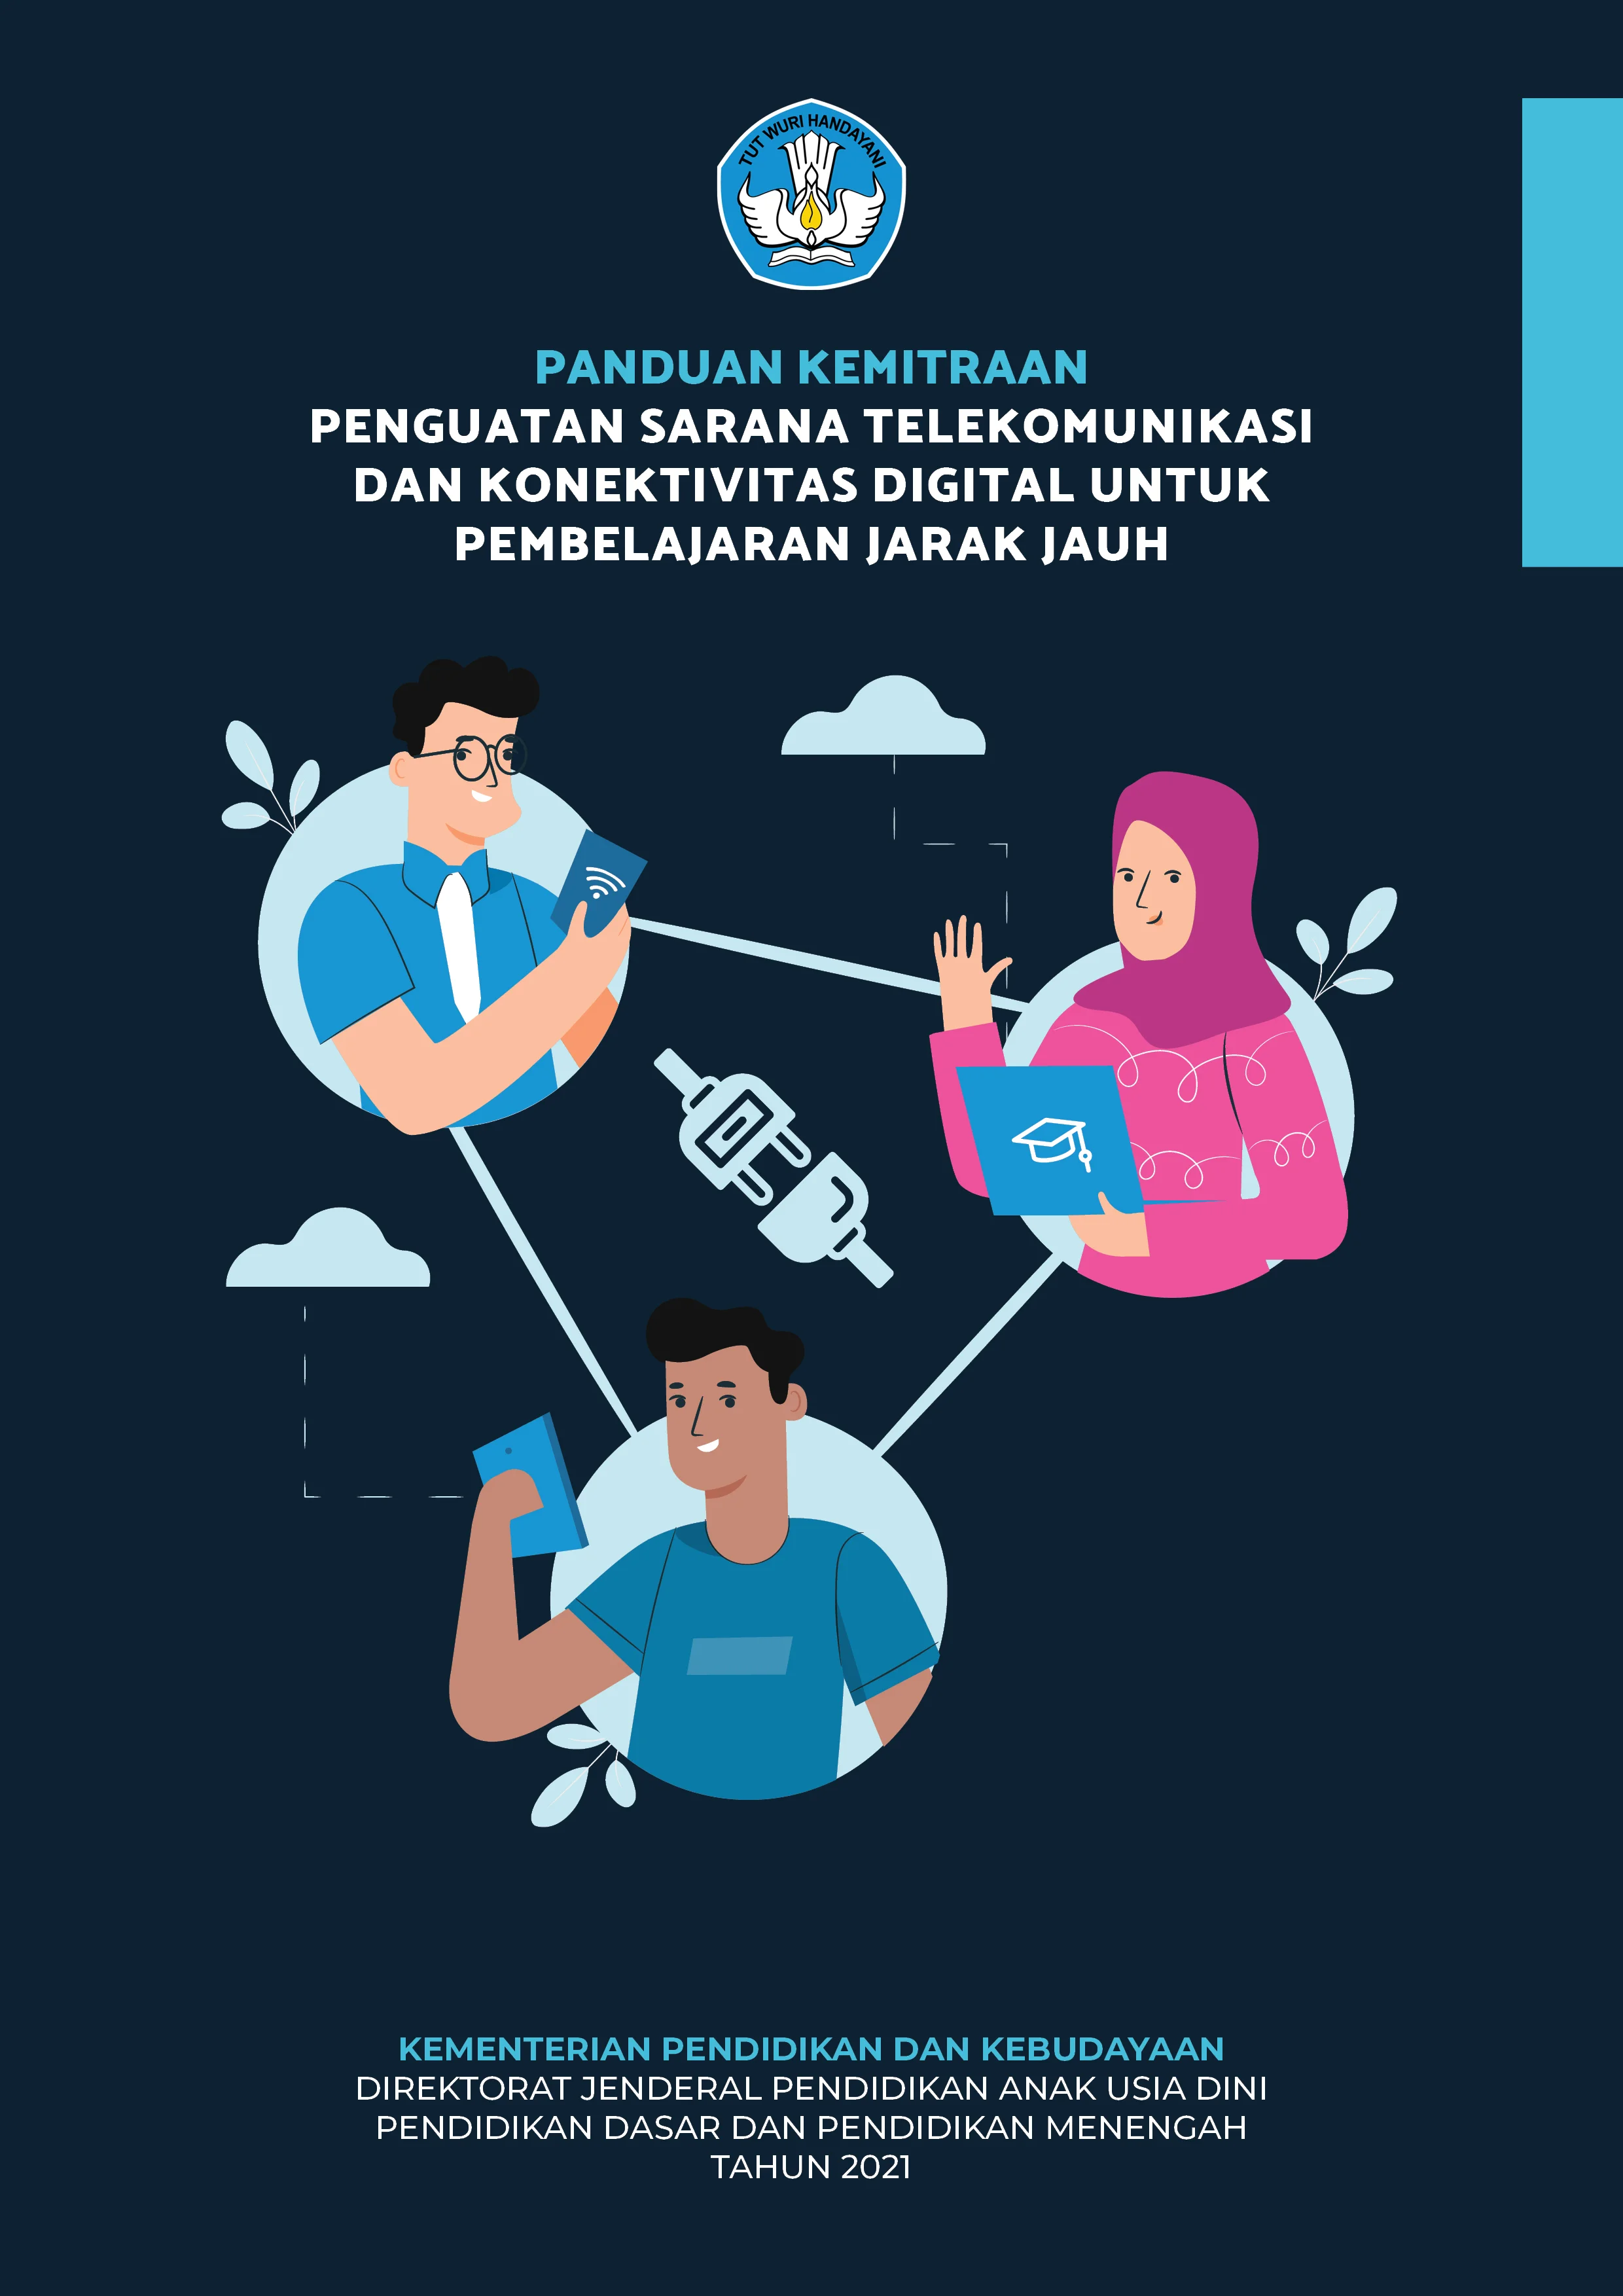 TUT WURI HANDAYANI
PANDUAN KEMITRAAN
PENGUATAN SARANA TELEKOMUNIKASI
DAN KONEKTIVITAS DIGITAL UNTUK
PEMBELAJARAN JARAK JAUH
KEMENTERIAN PENDIDIKAN DAN KEBUDAYAAN
DIREKTORAT JENDERAL PENDIDIKAN ANAK USIA DINI
PENDIDIKAN DASAR DAN PENDIDIKAN MENENGAH
TAHUN 2021